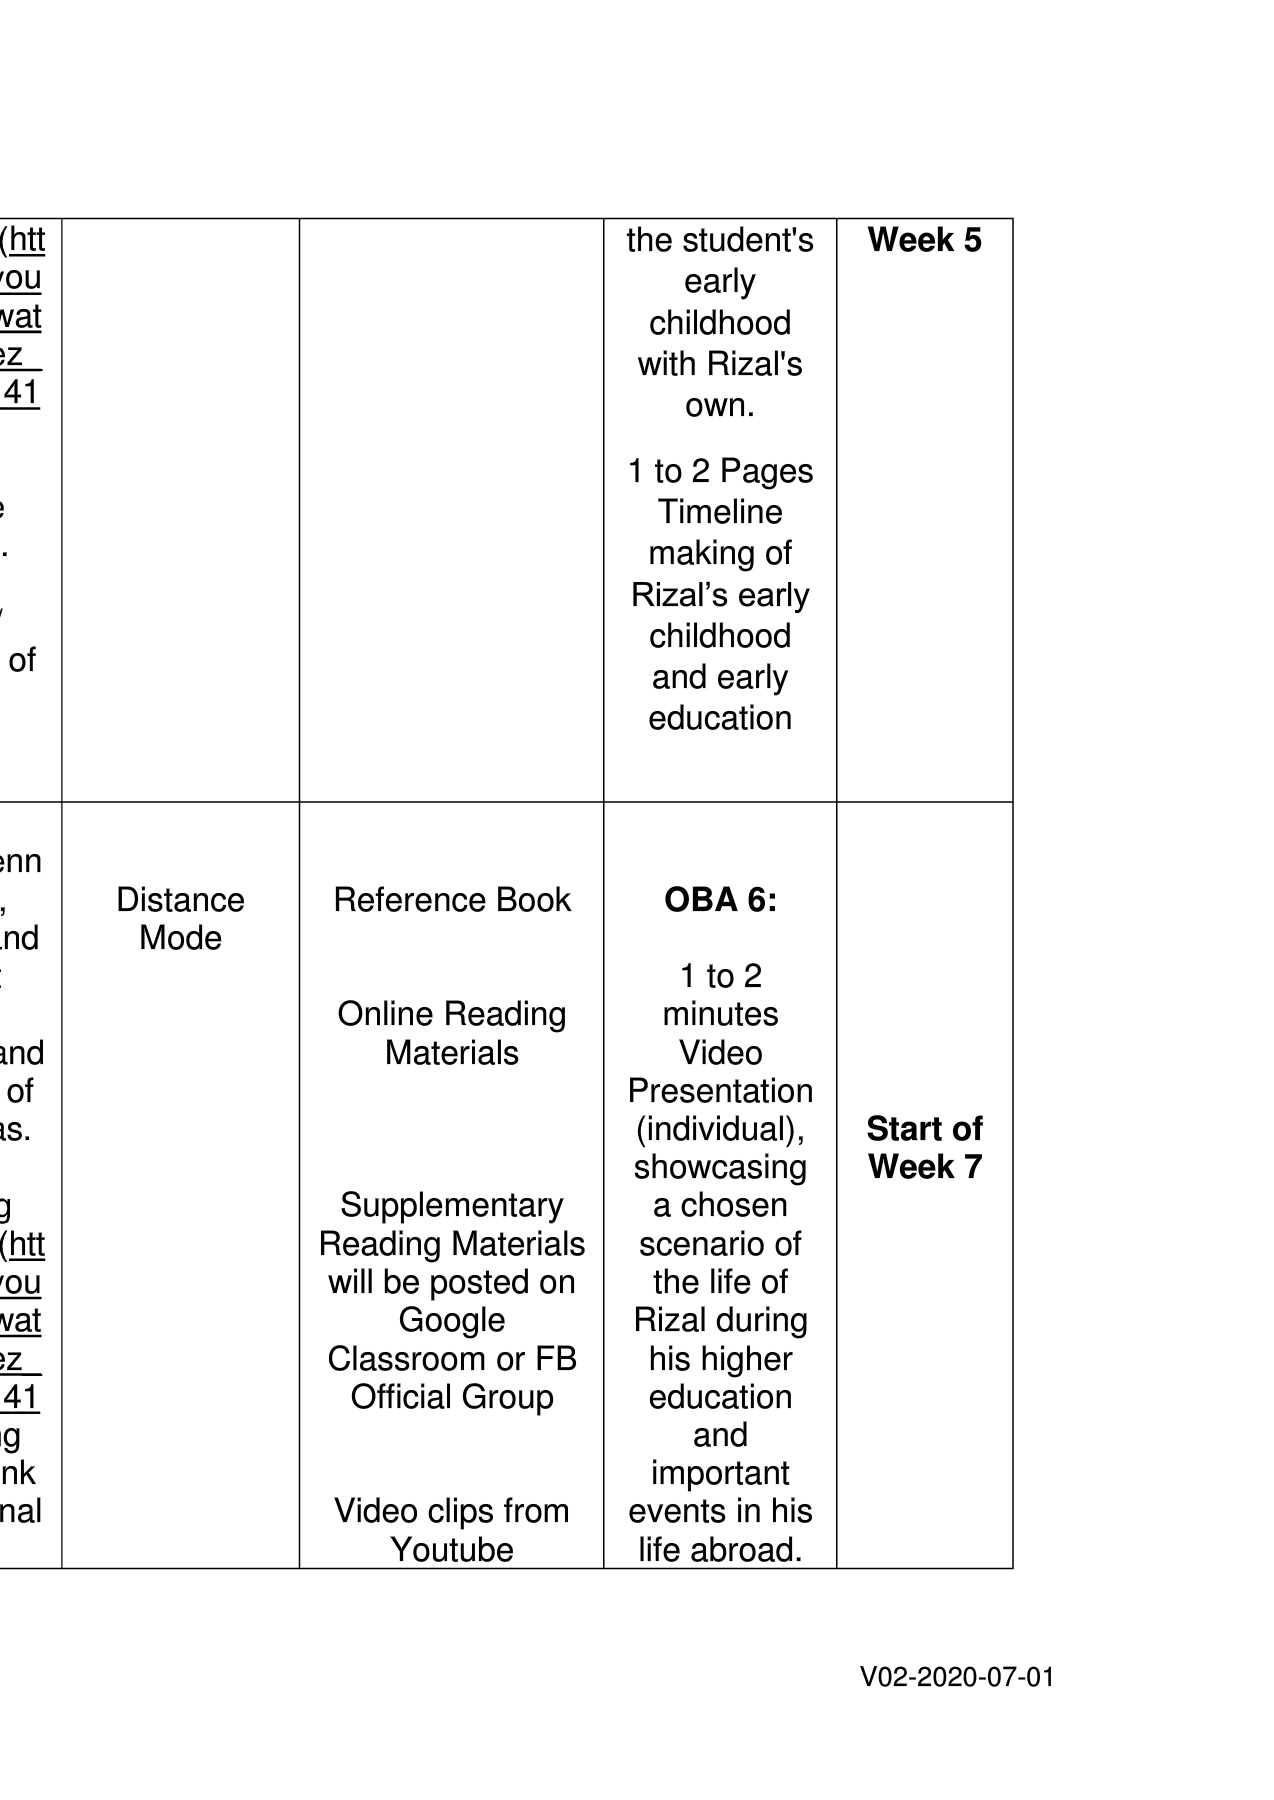 (htt
you
wat
ez_
41
e
.
of
the student's
early
childhood
with Rizal's
own.
1 to 2 Pages
Timeline
making of
Rizal’s early
childhood
and early
education
Week 5
enn
,
and
and
of
as.
g
(htt
you
wat
ez_
41
ng
nk
nal
Distance
Mode
Reference Book
Online Reading
Materials
Supplementary
Reading Materials
will be posted on
Google
Classroom or FB
Official Group
Video clips from
Youtube
OBA 6:
1 to 2
minutes
Video
Presentation
(individual),
showcasing
a chosen
scenario of
the life of
Rizal during
his higher
education
and
important
events in his
life abroad.
Start of
Week 7
V02-2020-07-01